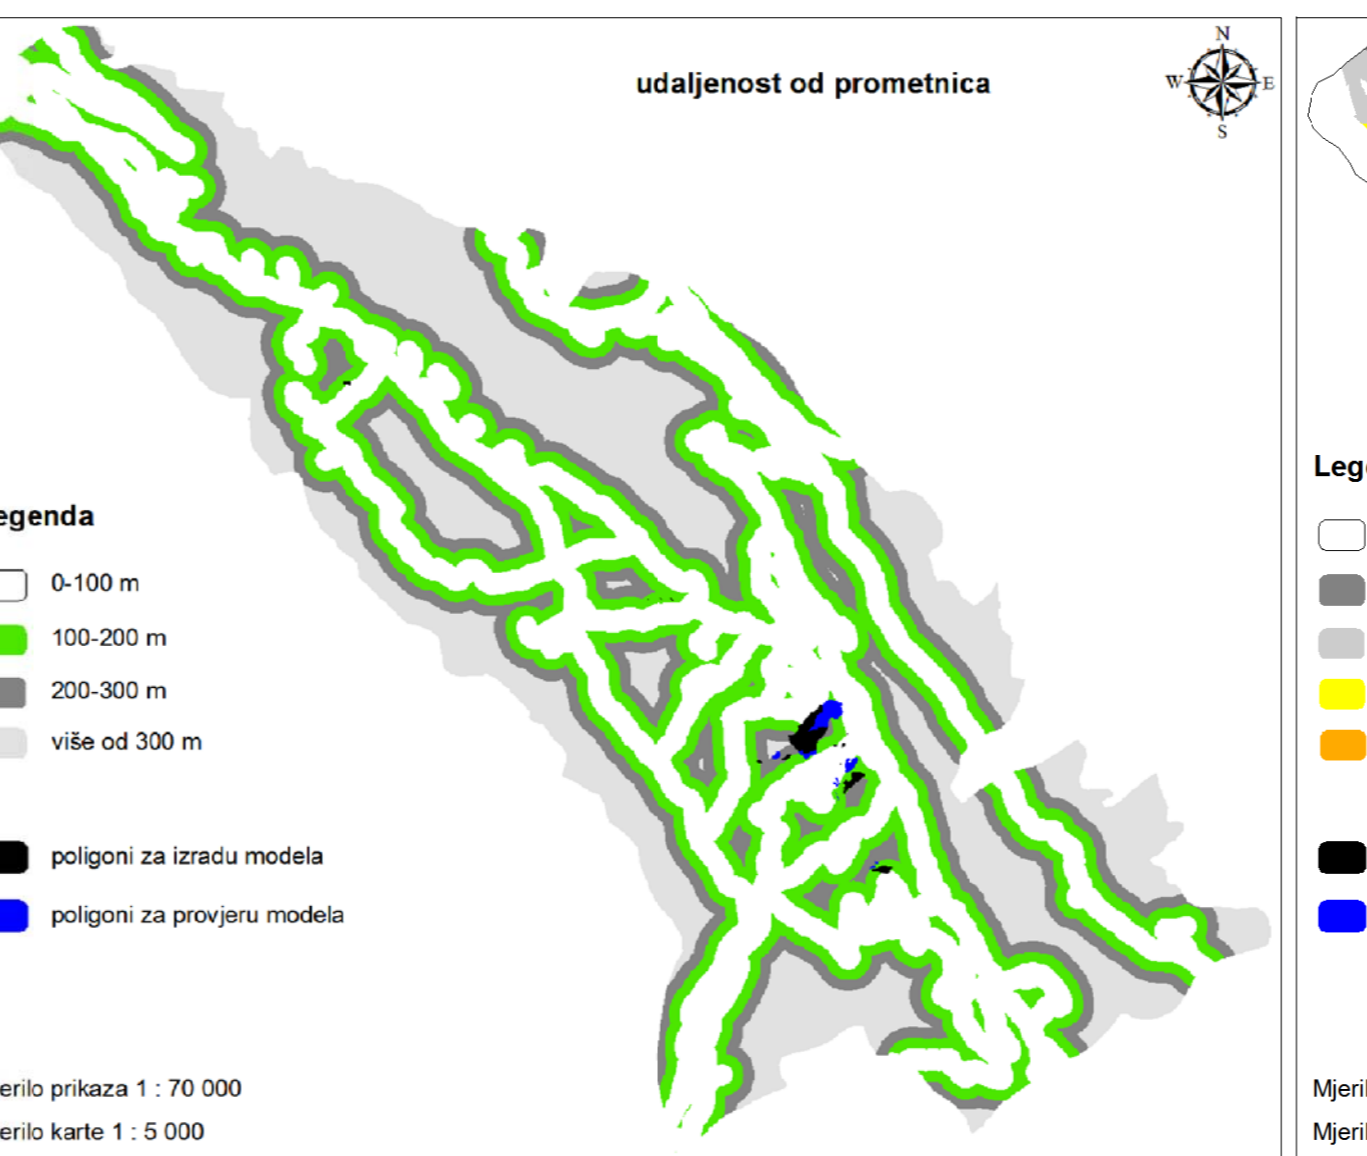 udaljenost od prometnica
N
W
E
S
egenda
0-100 m
100-200 m
200-300 m
više od 300 m
poligoni za izradu modela
poligoni za provjeru modela
erilo prikaza 1 : 70 000
erilo karte 1 : 5 000
Leg
Mjeril
Mjeril